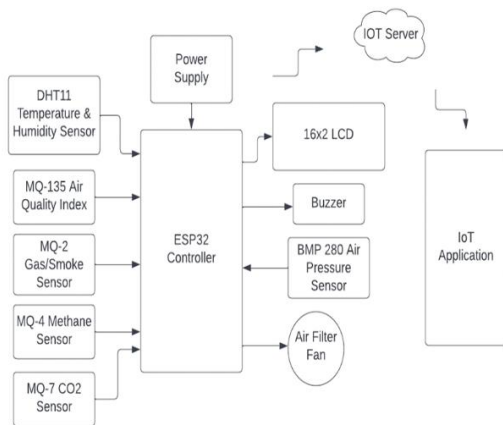 Power
Supply
IOT Server
DHT11
Temperature &
Humidity Sensor
16x2 LCD
MQ-135 Air
Quality Index
Buzzer
MQ-2
Gas/Smoke
Sensor
ESP32
Controller
BMP 280 Air
Pressure
Sensor
IoT
Application
MQ-4 Methane
Sensor
Air Filter
Fan
MQ-7 CO2
Sensor